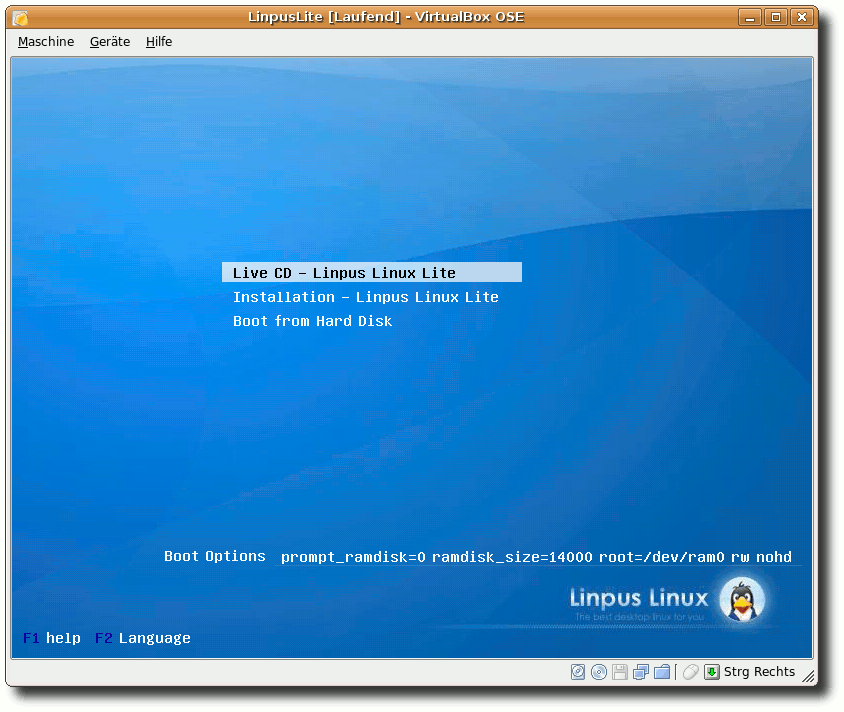 LinpusLite [Laufend] - VirtualBox OSE
Maschine Geräte Hilfe
Live CD - Linpus Linux Lite
Installation - Linpus Linux Lite
Boot from Hard Disk
Boot Options prompt_ramdisk=0 ramdisk_size=14000 root=/dev/ram0 rw nohd
Linpus Linux
The best desktop linux for you
F1 help F2 Language
Strg Rechts